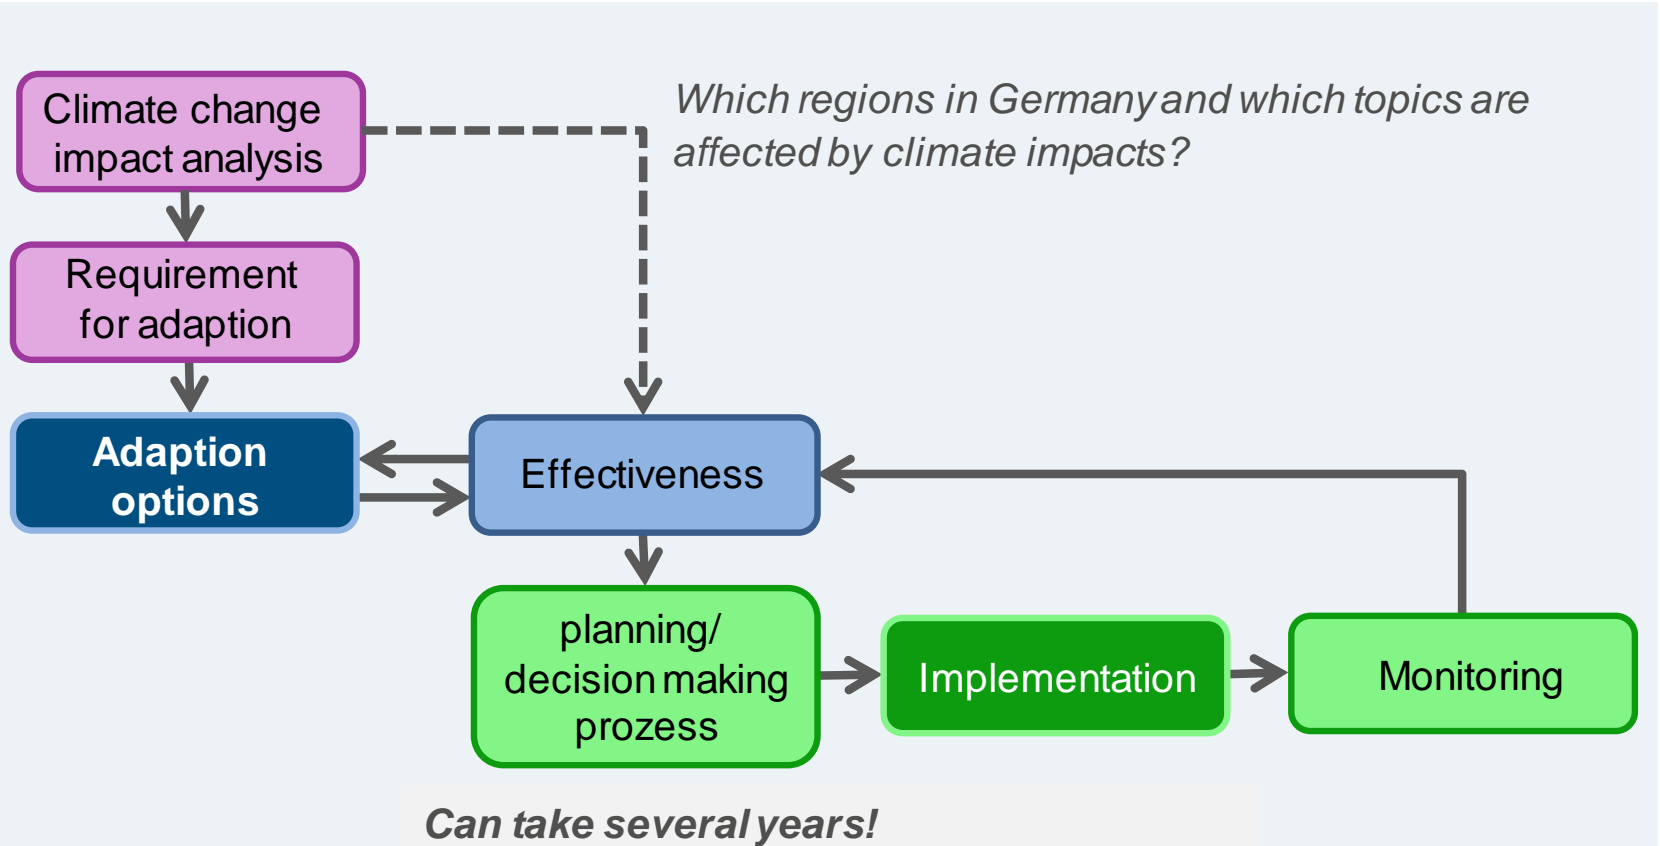 Climate change
impact analysis
Which regions in Germany and which topics are
affected by climate impacts?
Requirement
for adaption
Adaption
options
Effectiveness
planning/
decision making
prozess
Implementation
Monitoring
Can take several years!